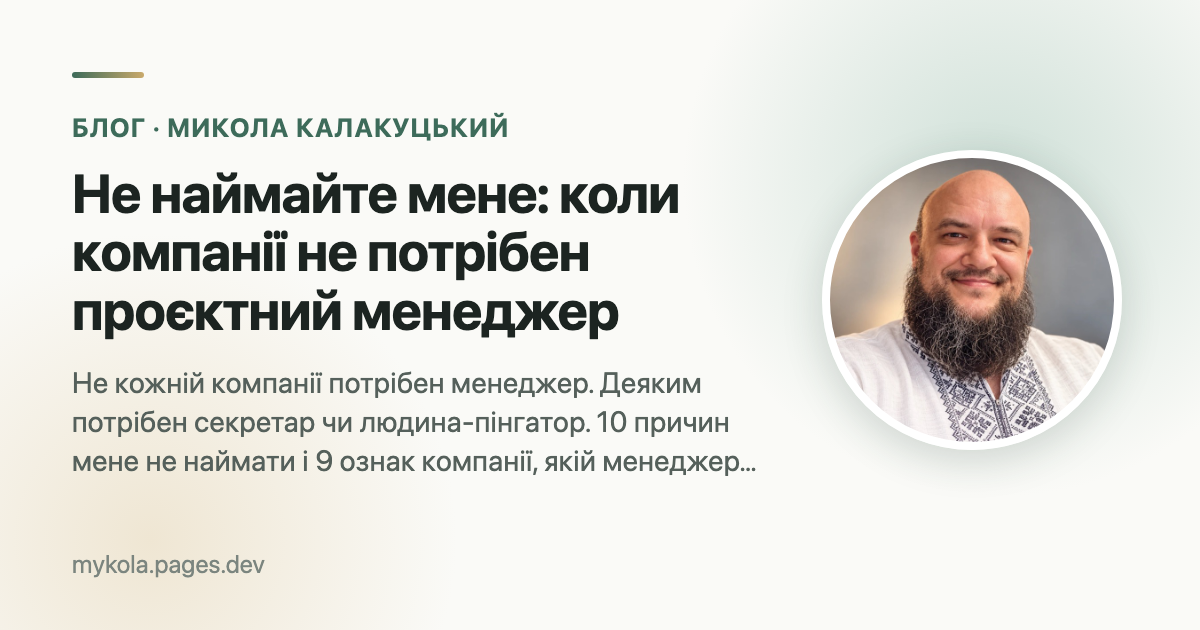 БЛОГ · МИКОЛА КАЛАКУЦЬКИЙ
Не наймайте мене: коли
компанії не потрібен
проєктний менеджер
Не кожній компанії потрібен менеджер. Деяким
потрібен секретар чи людина-пінгатор. 10 причин
мене не наймати і 9 ознак компанії, якій менеджер…
mykola.pages.dev